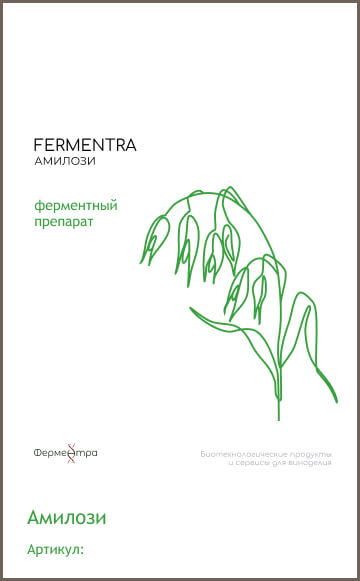 FERMENTRA
АМИЛОЗИ
ферментный
препарат
Ферментра
Биотехнологические продукты
и сервисы для виноделия
Амилози
Артикул: